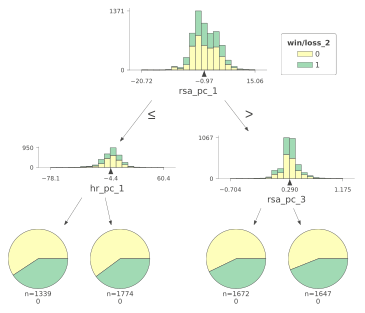 1371
win/loss_2
0
1
0
−20.72 −0.97 15.06
rsa_pc_1
≤ >
950
0
−78.1 −4.4 60.4
hr_pc_1
1067
0
−0.704 0.290 1.175
rsa_pc_3
n=1339 n=1774 n=1672 n=1647
0 0 0 0